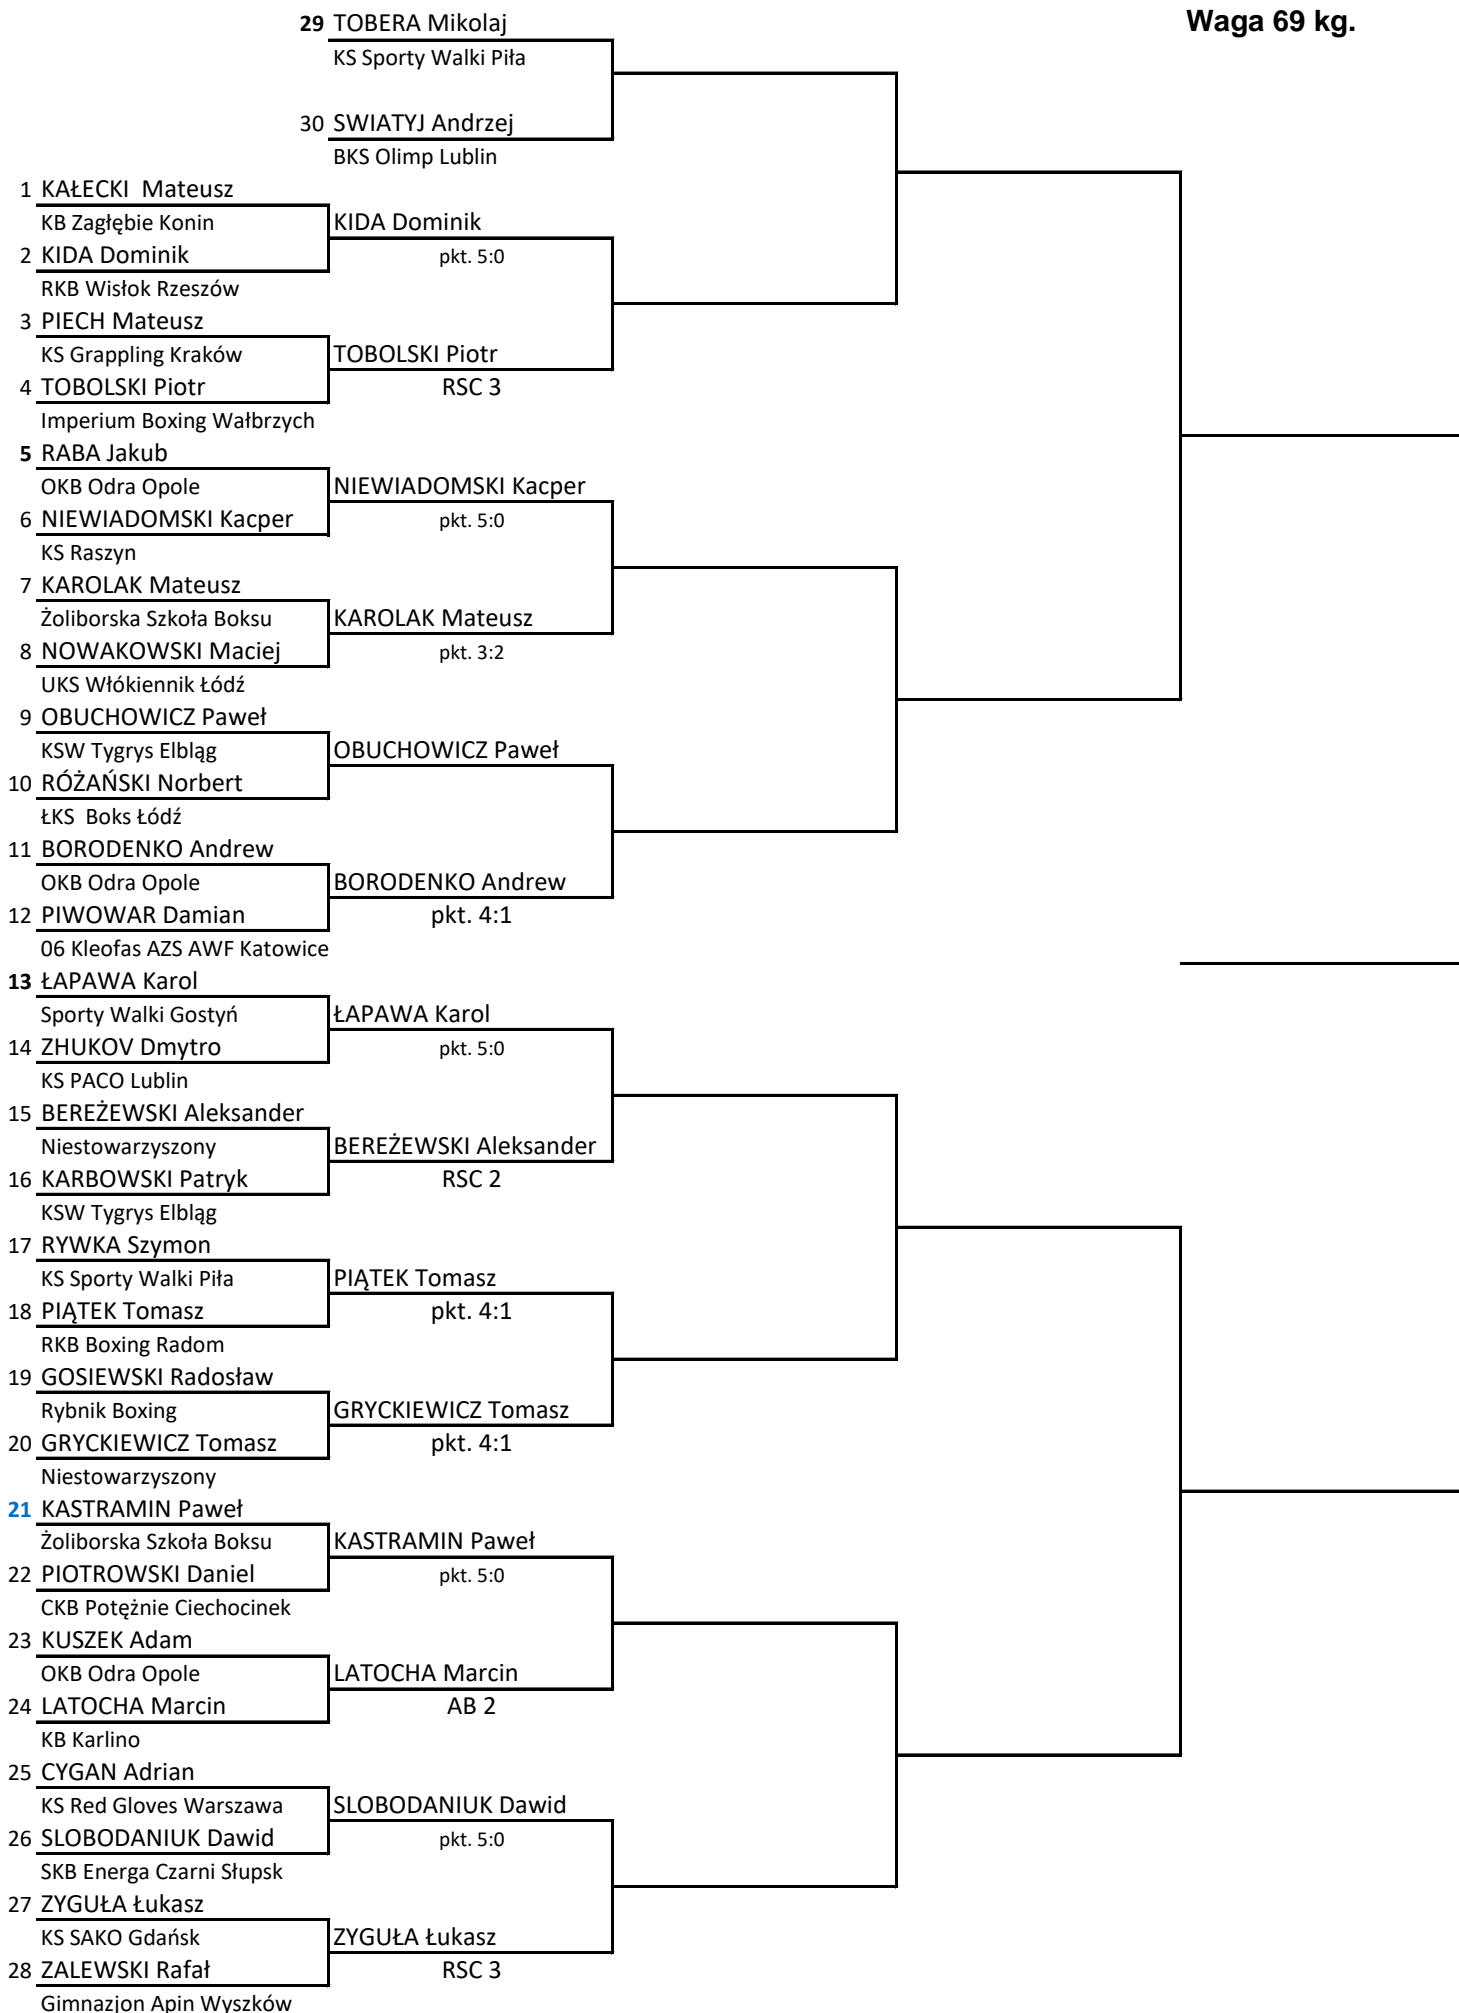 29 TOBERA Mikolaj
Waga 69 kg.
KS Sporty Walki Piła
30 SWIATYJ Andrzej
BKS Olimp Lublin
1 KAŁECKI Mateusz
KB Zagłębie Konin
KIDA Dominik
2 KIDA Dominik
pkt. 5:0
RKB Wisłok Rzeszów
3 PIECH Mateusz
KS Grappling Kraków
TOBOLSKI Piotr
4 TOBOLSKI Piotr
RSC 3
Imperium Boxing Wałbrzych
5 RABA Jakub
OKB Odra Opole
NIEWIADOMSKI Kacper
6 NIEWIADOMSKI Kacper
pkt. 5:0
KS Raszyn
7 KAROLAK Mateusz
Żoliborska Szkoła Boksu
KAROLAK Mateusz
8 NOWAKOWSKI Maciej
pkt. 3:2
UKS Włókiennik Łódź
9 OBUCHOWICZ Paweł
KSW Tygrys Elbląg
OBUCHOWICZ Paweł
10 RÓŻAŃSKI Norbert
ŁKS Boks Łódź
11 BORODENKO Andrew
OKB Odra Opole
BORODENKO Andrew
12 PIWOWAR Damian
pkt. 4:1
06 Kleofas AZS AWF Katowice
13 ŁAPAWA Karol
Sporty Walki Gostyń
ŁAPAWA Karol
14 ZHUKOV Dmytro
pkt. 5:0
KS PACO Lublin
15 BEREŻEWSKI Aleksander
Niestowarzyszony
BEREŻEWSKI Aleksander
16 KARBOWSKI Patryk
RSC 2
KSW Tygrys Elbląg
17 RYWKA Szymon
KS Sporty Walki Piła
PIĄTEK Tomasz
18 PIĄTEK Tomasz
pkt. 4:1
RKB Boxing Radom
19 GOSIEWSKI Radosław
Rybnik Boxing
GRYCKIEWICZ Tomasz
20 GRYCKIEWICZ Tomasz
pkt. 4:1
Niestowarzyszony
21 KASTRAMIN Paweł
Żoliborska Szkoła Boksu
KASTRAMIN Paweł
22 PIOTROWSKI Daniel
pkt. 5:0
CKB Potężnie Ciechocinek
23 KUSZEK Adam
OKB Odra Opole
LATOCHA Marcin
24 LATOCHA Marcin
AB 2
KB Karlino
25 CYGAN Adrian
KS Red Gloves Warszawa
SLOBODANIUK Dawid
26 SLOBODANIUK Dawid
pkt. 5:0
SKB Energa Czarni Słupsk
27 ZYGUŁA Łukasz
KS SAKO Gdańsk
ZYGUŁA Łukasz
28 ZALEWSKI Rafał
RSC 3
Gimnazjon Apin Wyszków